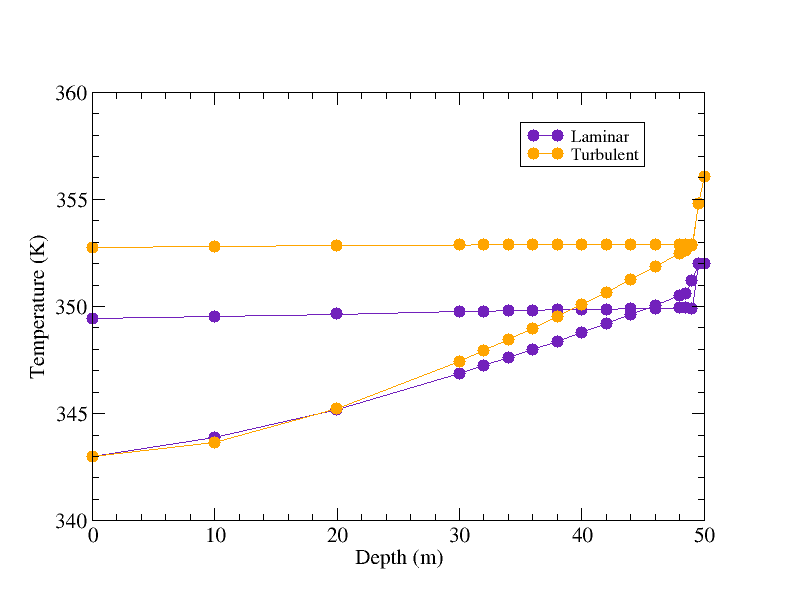 360
355
350
345
340
Temperature (K)
Laminar
Turbulent
0 10 20 30 40 50
Depth (m)